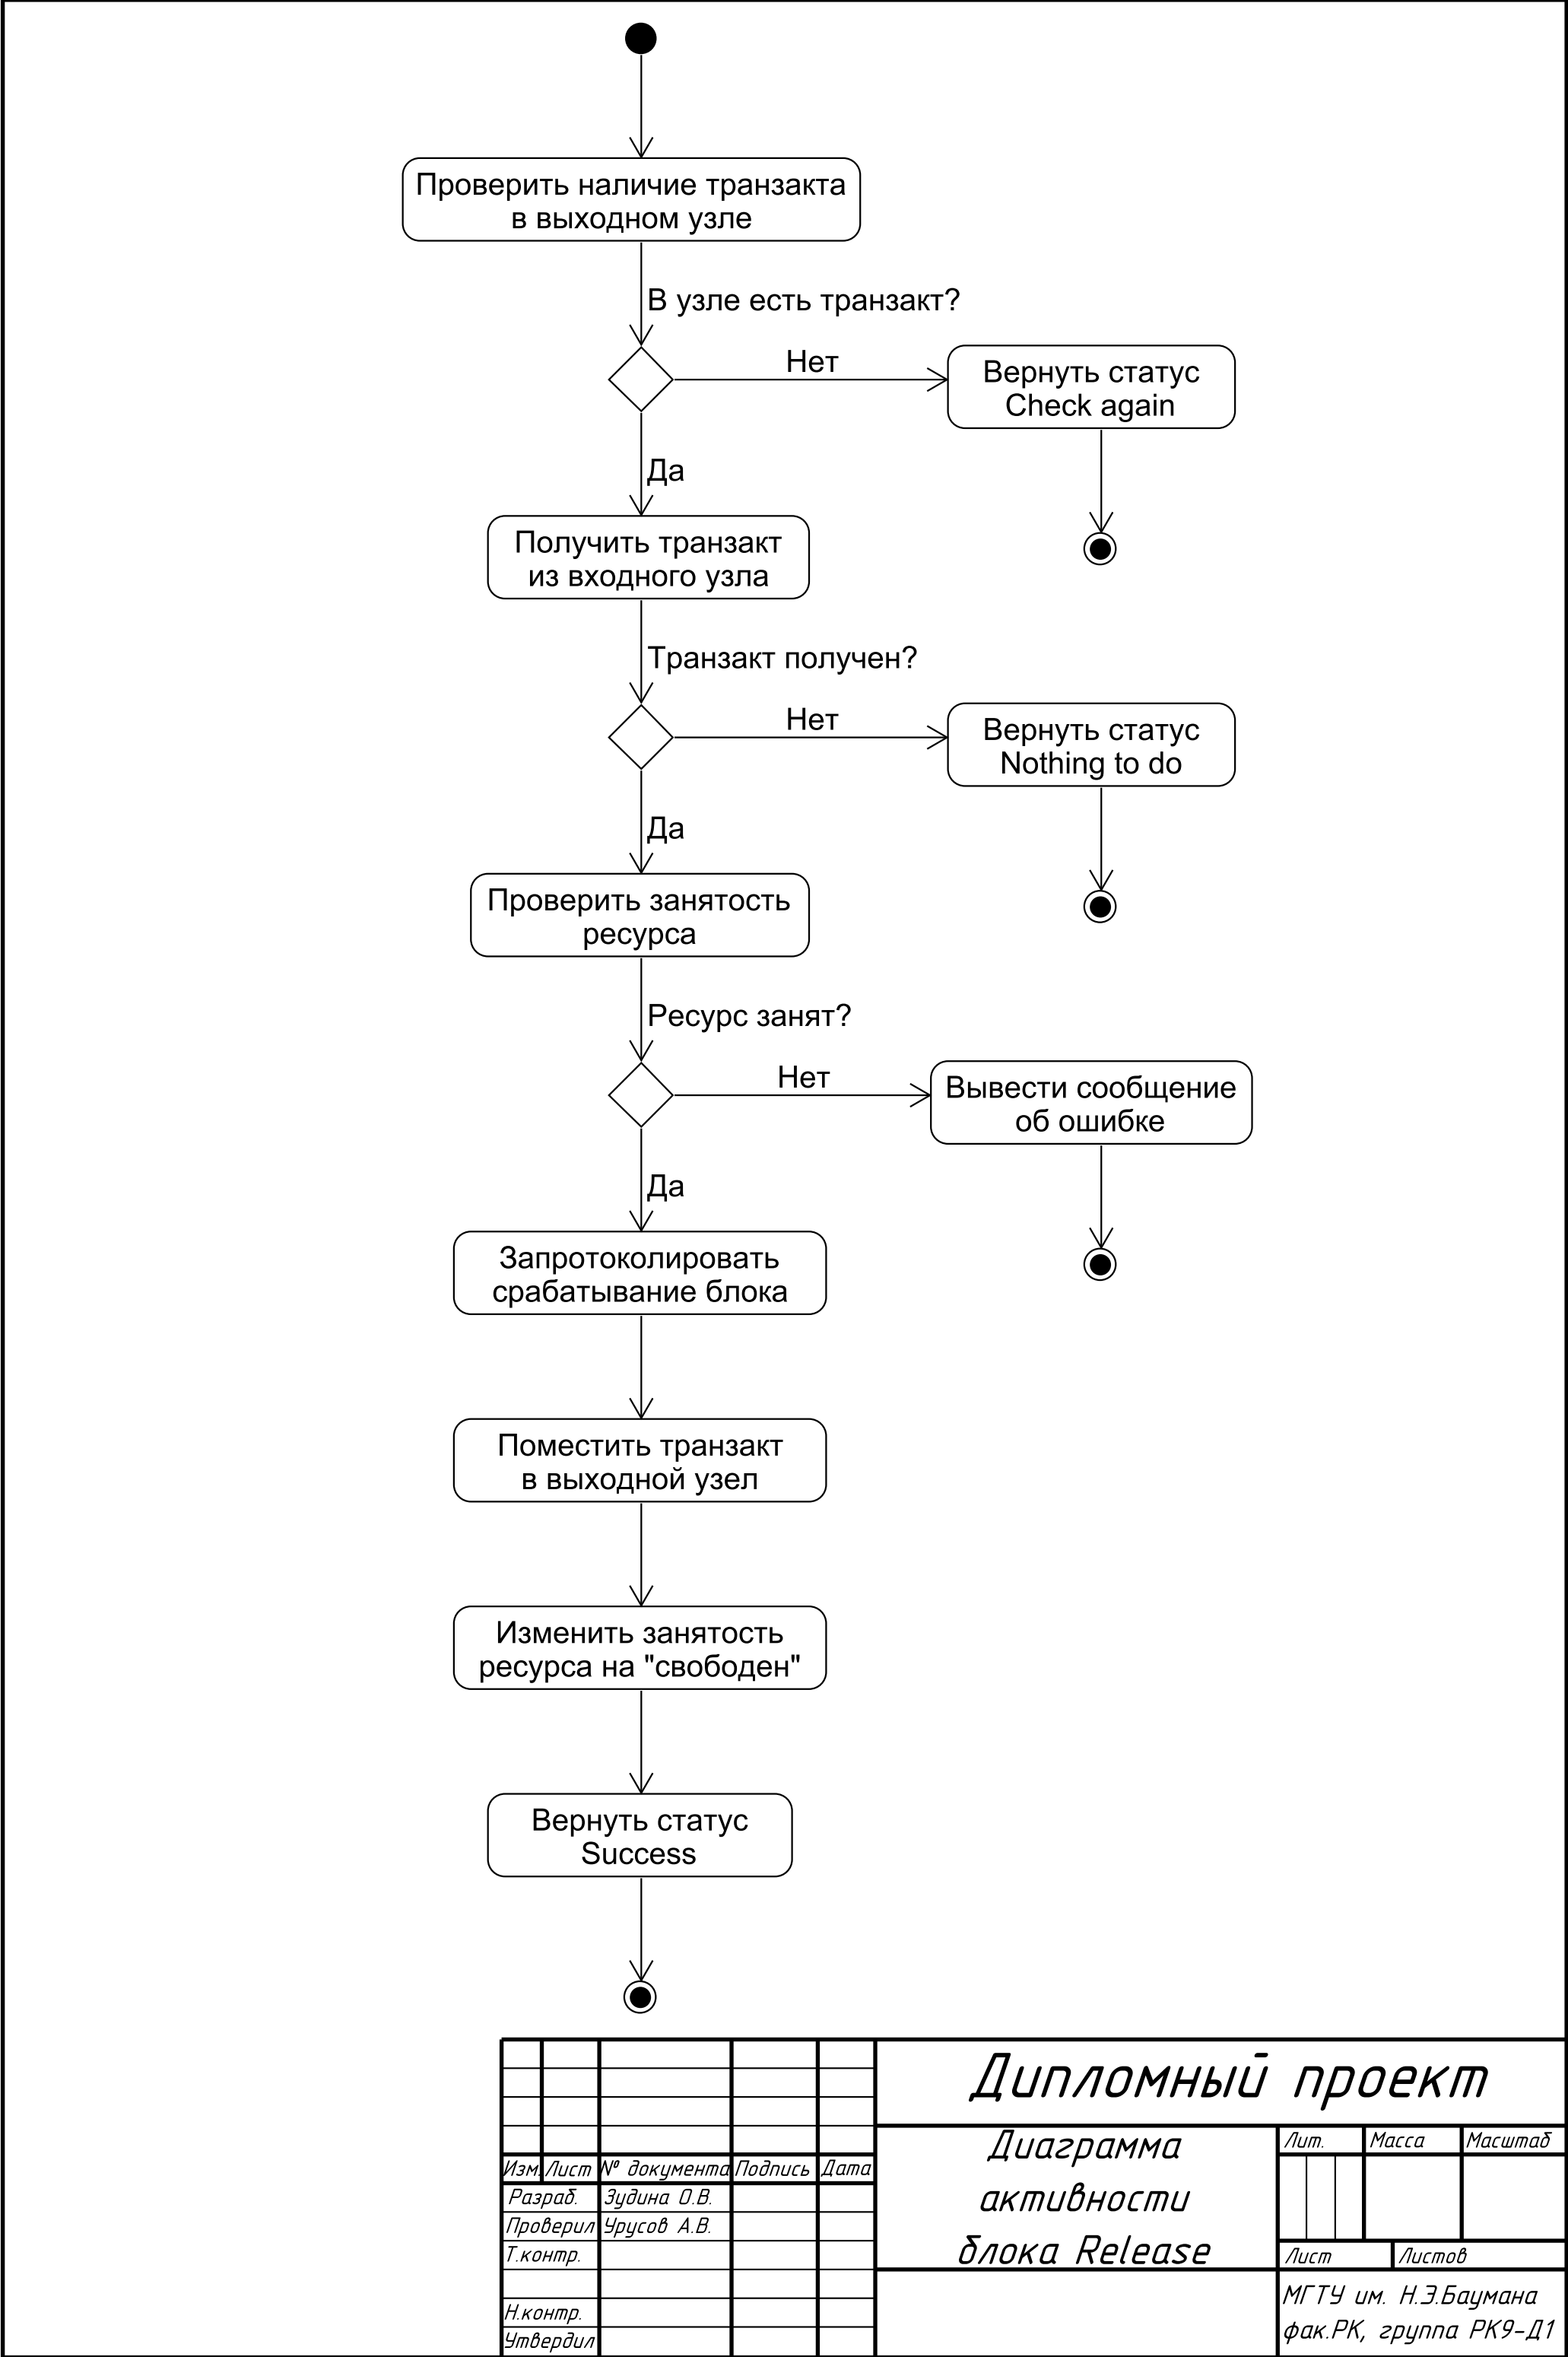 Проверить наличие транзакта
в выходном узле
В узле есть транзакт?
Нет
Вернуть статус
Check again
Да
Получить транзакт
из входного узла
Транзакт получен?
Нет
Вернуть статус
Nothing to do
Да
Проверить занятость
ресурса
Ресурс занят?
Нет
Вывести сообщение
об ошибке
Да
Запротоколировать
срабатывание блока
Поместить транзакт
в выходной узел
Изменить занятость
ресурса на "свободен"
Вернуть статус
Success
Дипломный проект
Диаграмма
активности
блока Release
Лит. Масса Масштаб
Изм. Лист № документа Подпись Дата
Разраб. Зудина О.В.
Проверил Урусов А.В.
Т.контр.
Лист Листов
Н.контр.
Утвердил
МГТУ им. Н.Э.Баумана
фак.РК, группа РК9-Д1